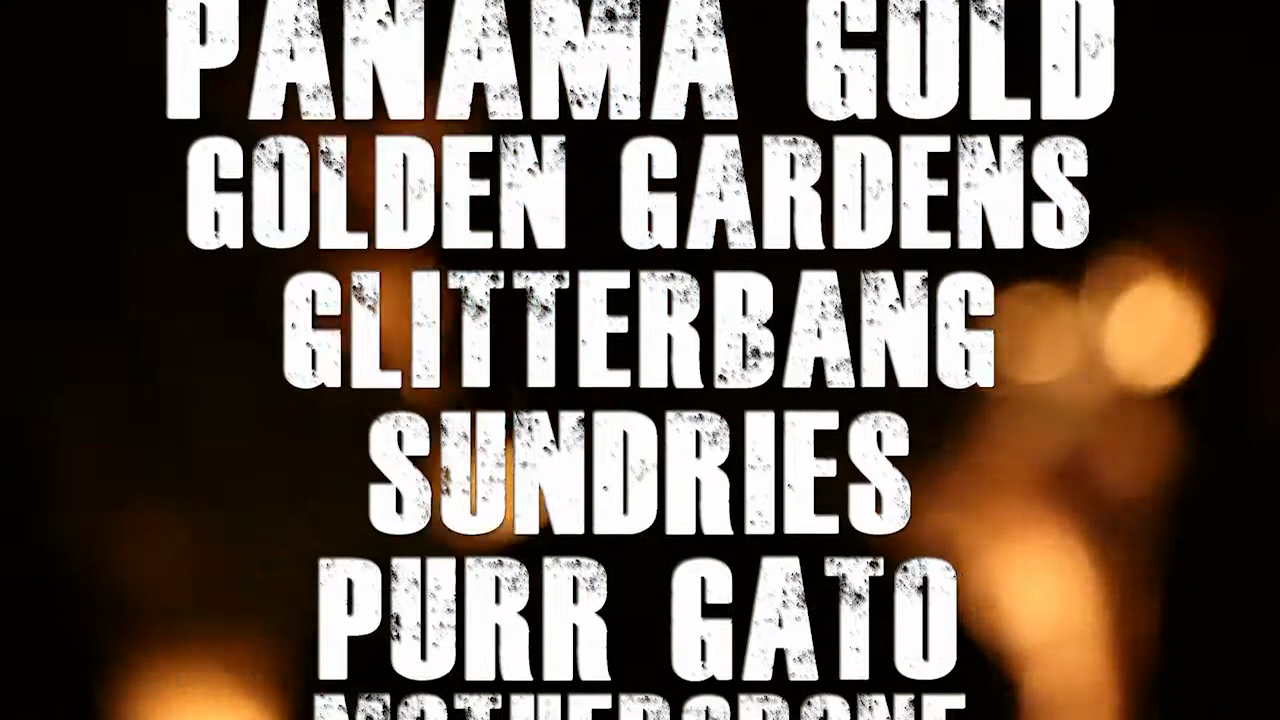 PANAMA GOLD
GOLDEN GARDENS
GLITTERBANG
SUNDRIES
PURR GATO